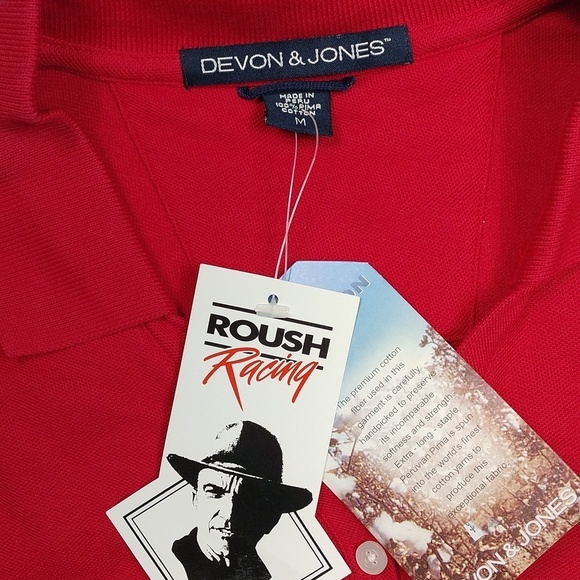 DEVON & JONES™
MADE IN
PERU
100% PIMA
COTTON
M
ROUSH
Racing
The premium cotton
fiber used in this
garment is carefully
handpicked to preserve
its incomparable
softness and strength.
Extra - long - staple
Peruvian Pima is spun
into the world's finest
cotton yarns to
produce this
exceptional fabric.
ON & JONES